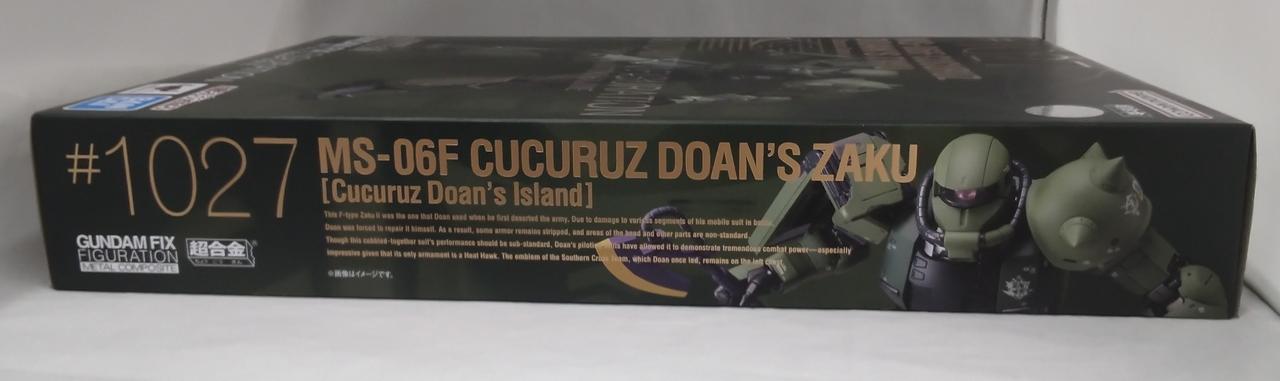 #1027
MS-06F CUCURUZ DOAN'S ZAKU
[Cucuruz Doan's Island]
This F-type Zaku II was the one that Doan used when he first deserted the army. Due to damage to various segments of his mobile suit in battle,
Doan was forced to repair it himself. As a result, some armor remains stripped, and areas of the head and other parts are non-standard.
Though this cobbled-together suit's performance should be sub-standard, Doan's piloting have allowed it to demonstrate tremendous combat power—especially
impressive given that its only armament is a Heat Hawk. The emblem of the Southern Cross Team, which Doan once led, remains on the left chest.
※画像はイメージです。
GUNDAM FIX
FIGURATION
METAL COMPOSITE
超合金